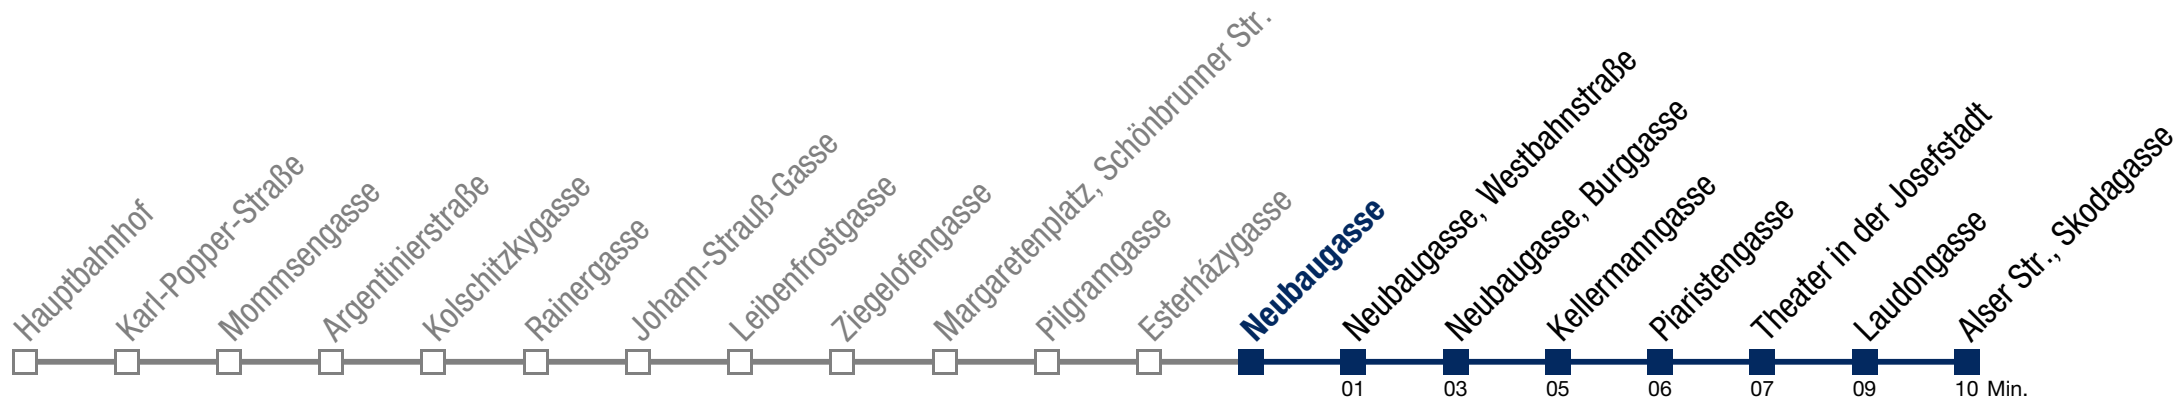 Hauptbahnhof
Karl-Popper-Straße
Mommsengasse
Argentinierstraße
Kolschitzkygasse
Rainergasse
Johann-Strauß-Gasse
Leibenfrostgasse
Ziegelofengasse
Margaretenplatz, Schönbrunner Str.
Pilgramgasse
Esterházygasse
Neubaugasse
Neubaugasse, Westbahnstraße
Neubaugasse, Burggasse
Kellermanngasse
Piaristengasse
Theater in der Josefstadt
Laudongasse
Alser Str., Skodagasse
01 03 05 06 07 09 10 Min.